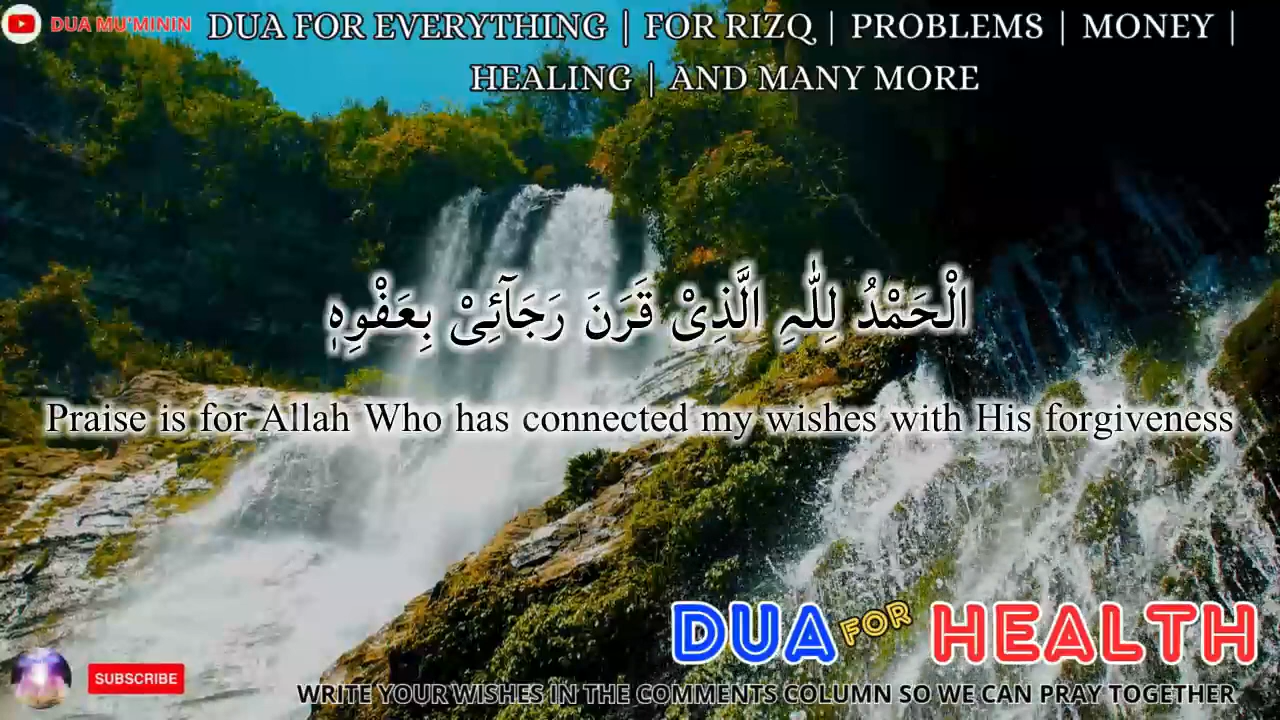 DUA MU'MININ
DUA FOR EVERYTHING | FOR RIZQ | PROBLEMS | MONEY |
HEALING | AND MANY MORE
الْحَمْدُ لِلّٰہِ الَّذِیْ قَرَنَ رَجَآئِیْ بِعَفْوِہٖ
Praise is for Allah Who has connected my wishes with His forgiveness
DUA FOR HEALTH
SUBSCRIBE
WRITE YOUR WISHES IN THE COMMENTS COLUMN SO WE CAN PRAY TOGETHER